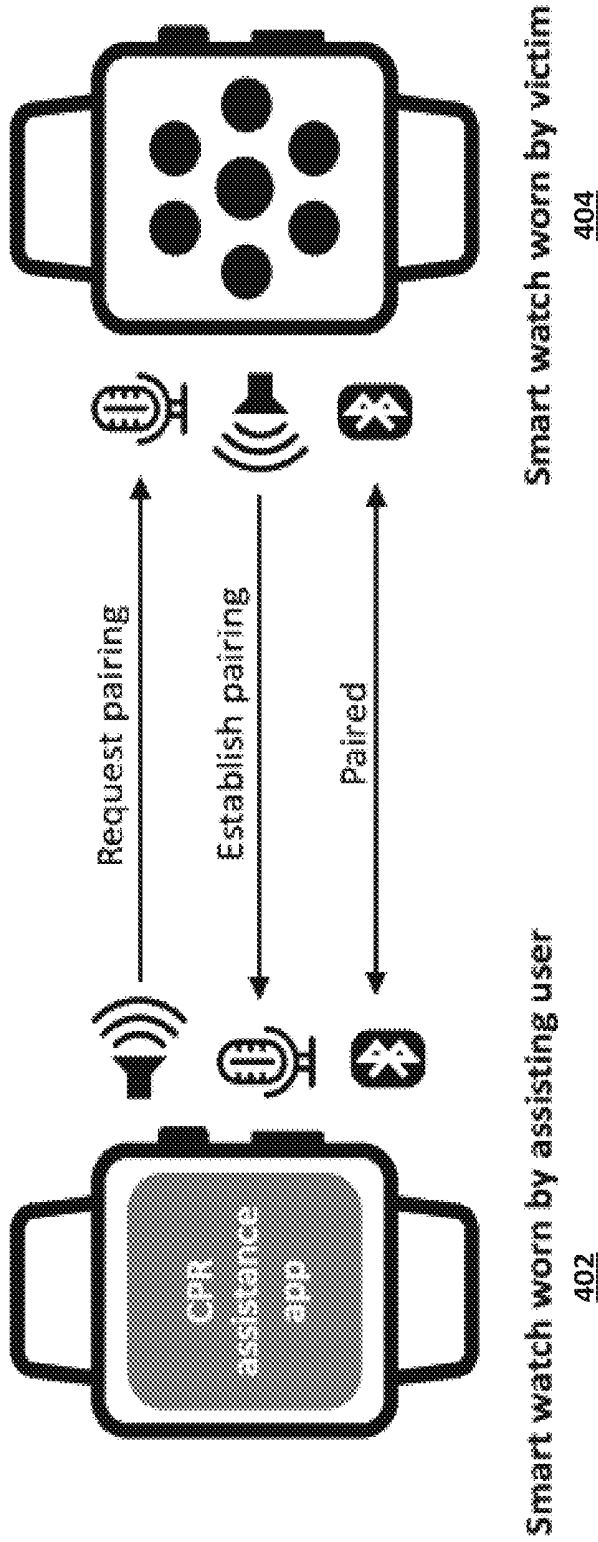 CPR
assistance
app
Request pairing
Establish pairing
Paired
Smart watch worn by assisting user
402
Smart watch worn by victim
404